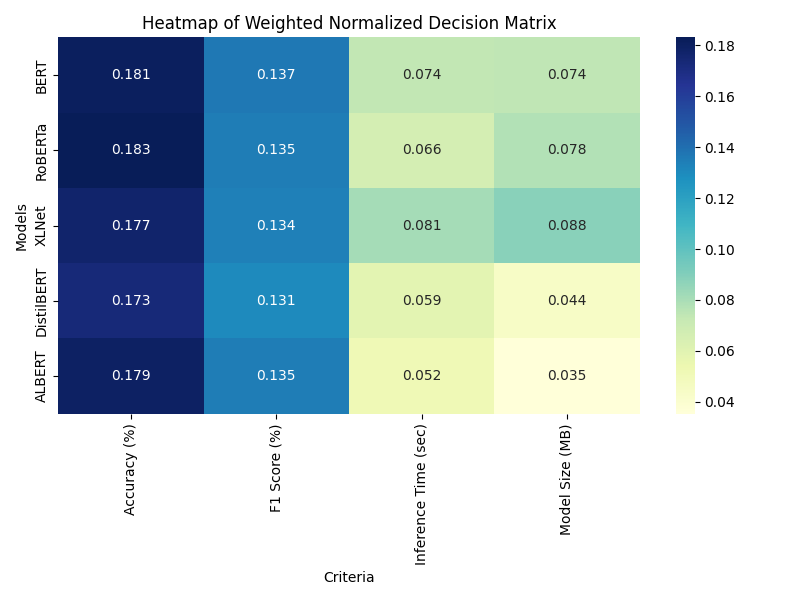 Heatmap of Weighted Normalized Decision Matrix
Models
BERT 0.181 0.137 0.074 0.074
RoBERTa 0.183 0.135 0.066 0.078
XLNet 0.177 0.134 0.081 0.088
DistilBERT 0.173 0.131 0.059 0.044
ALBERT 0.179 0.135 0.052 0.035
Accuracy (%)
F1 Score (%)
Inference Time (sec)
Model Size (MB)
Criteria
0.18
0.16
0.14
0.12
0.10
0.08
0.06
0.04